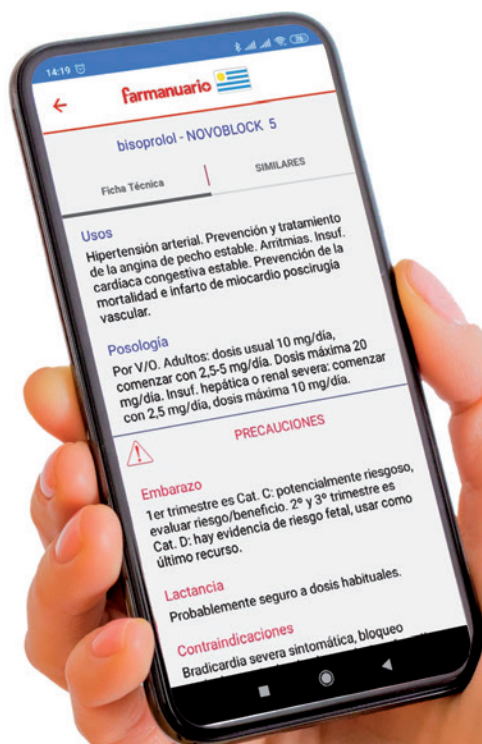 14:19
76
farmanuario
bisoprolol - NOVOBLOCK 5
Ficha Técnica
SIMILARES
Usos
Hipertensión arterial. Prevención y tratamiento
de la angina de pecho estable. Arritmias. Insuf.
cardíaca congestiva estable. Prevención de la
mortalidad e infarto de miocardio poscirugía
vascular.
Posología
Por V/O. Adultos: dosis usual 10 mg/día,
comenzar con 2,5-5 mg/día. Dosis máxima 20
mg/día. Insuf. hepática o renal severa: comenzar
con 2,5 mg/día, dosis máxima 10 mg/día.
PRECAUCIONES
Embarazo
1er trimestre es Cat. C: potencialmente riesgoso,
evaluar riesgo/beneficio. 2º y 3º trimestre es
Cat. D: hay evidencia de riesgo fetal, usar como
último recurso.
Lactancia
Probablemente seguro a dosis habituales.
Contraindicaciones
Bradicardia severa sintomática, bloqueo